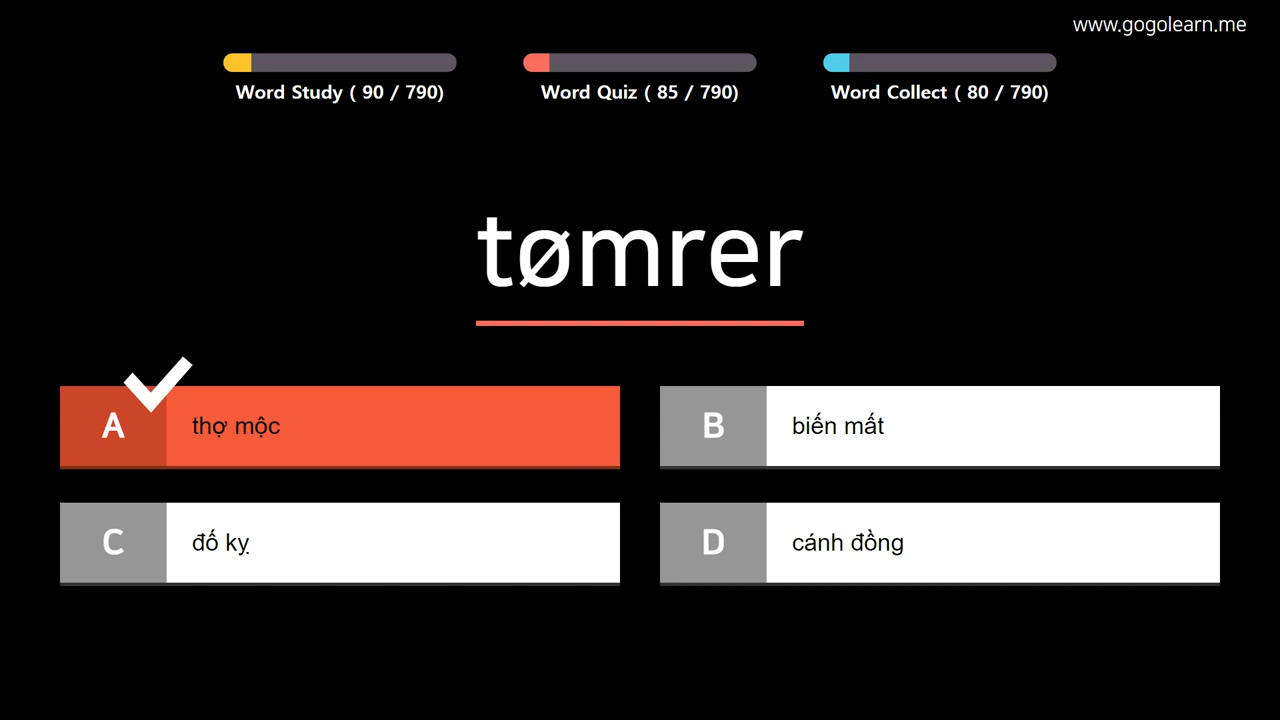 www.gogolearn.me
Word Study ( 90 / 790)
Word Quiz ( 85 / 790)
Word Collect ( 80 / 790)
tømrer
A thợ mộc
B biến mất
C đố kỵ
D cánh đồng